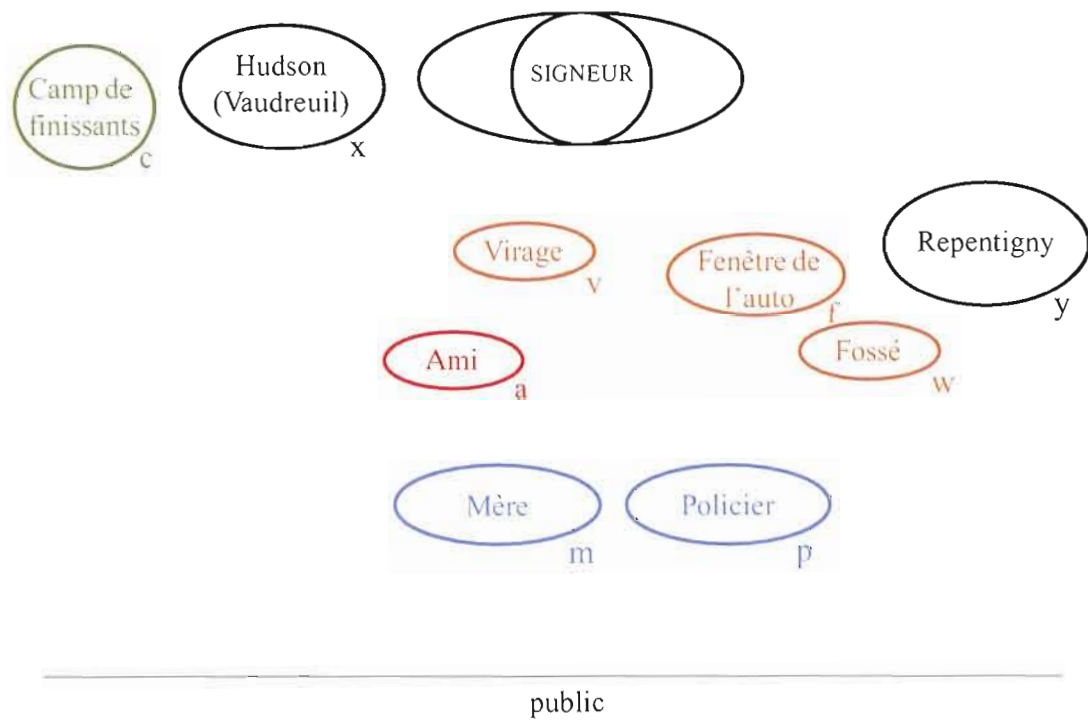 Camp de
finissants
c
Hudson
(Vaudreuil)
x
SIGNEUR
Virage
v
Fenêtre de
l'auto
f
Repentigny
y
Ami
a
Fossé
w
Mère
m
Policier
p
public